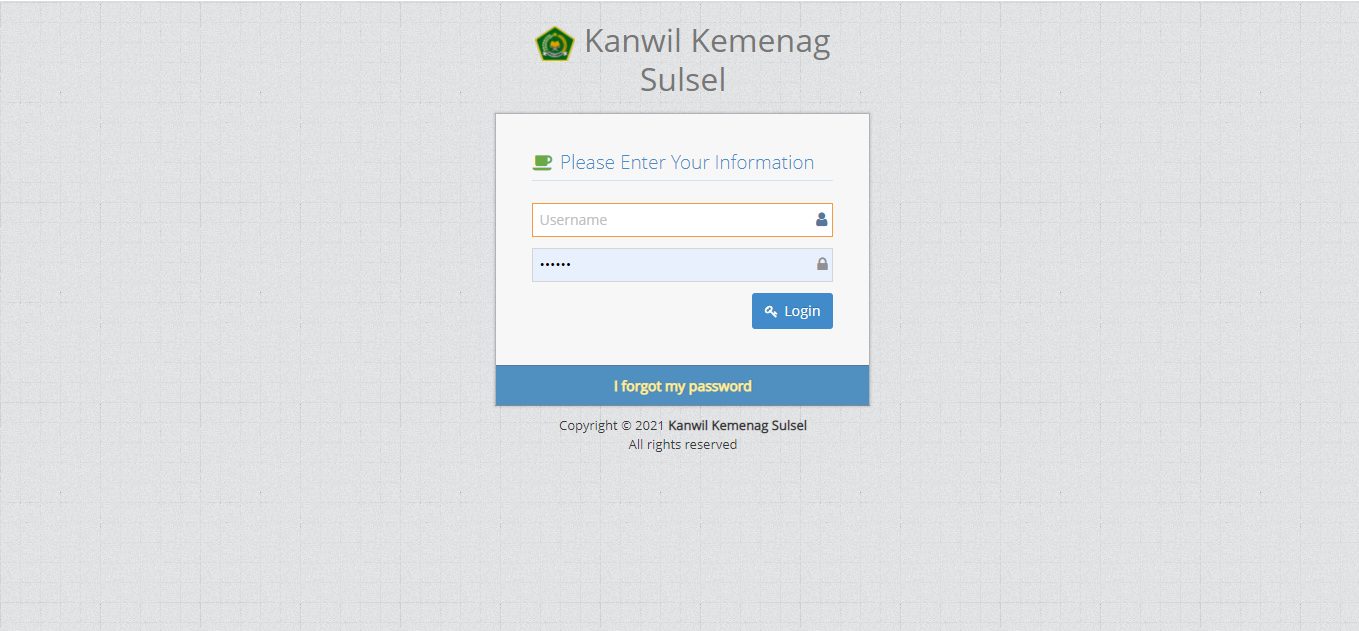 Kanwil Kemenag
Sulsel
Please Enter Your Information
Username
••••••
Login
I forgot my password
Copyright © 2021 Kanwil Kemenag Sulsel
All rights reserved